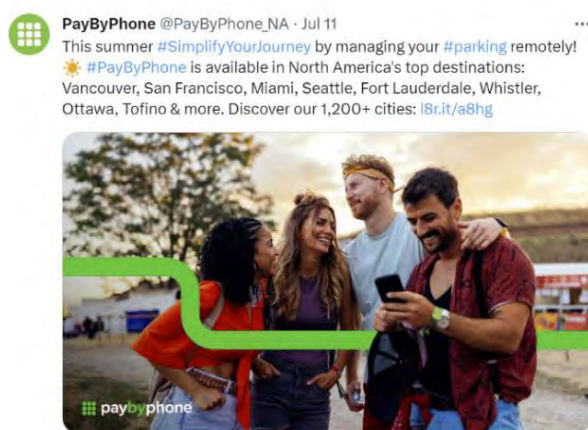 PayByPhone @PayByPhone_NA · Jul 11
This summer #SimplifyYourJourney by managing your #parking remotely!
☀️ #PayByPhone is available in North America's top destinations:
Vancouver, San Francisco, Miami, Seattle, Fort Lauderdale, Whistler,
Ottawa, Tofino & more. Discover our 1,200+ cities: l8r.it/a8hg
paybyphone